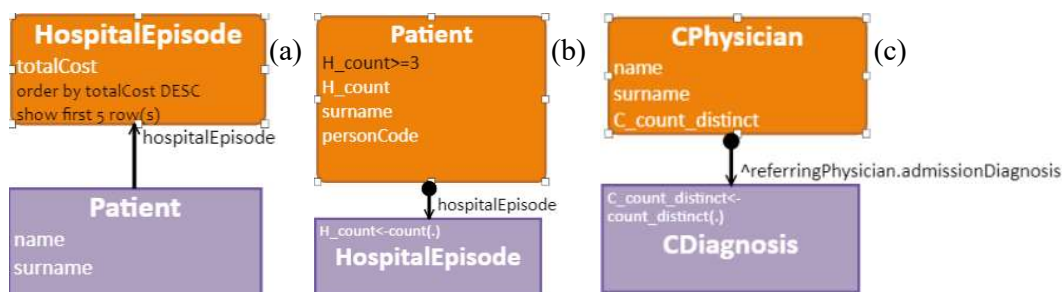 HospitalEpisode
totalCost
order by totalCost DESC
show first 5 row(s)
hospitalEpisode
Patient
name
surname
(a)
Patient
H_count>=3
H_count
surname
personCode
hospitalEpisode
H_count<-count(.)
HospitalEpisode
(b)
CPhysician
name
surname
C_count_distinct
^referringPhysician.admissionDiagnosis
C_count_distinct<-
count_distinct(.)
CDiagnosis
(c)